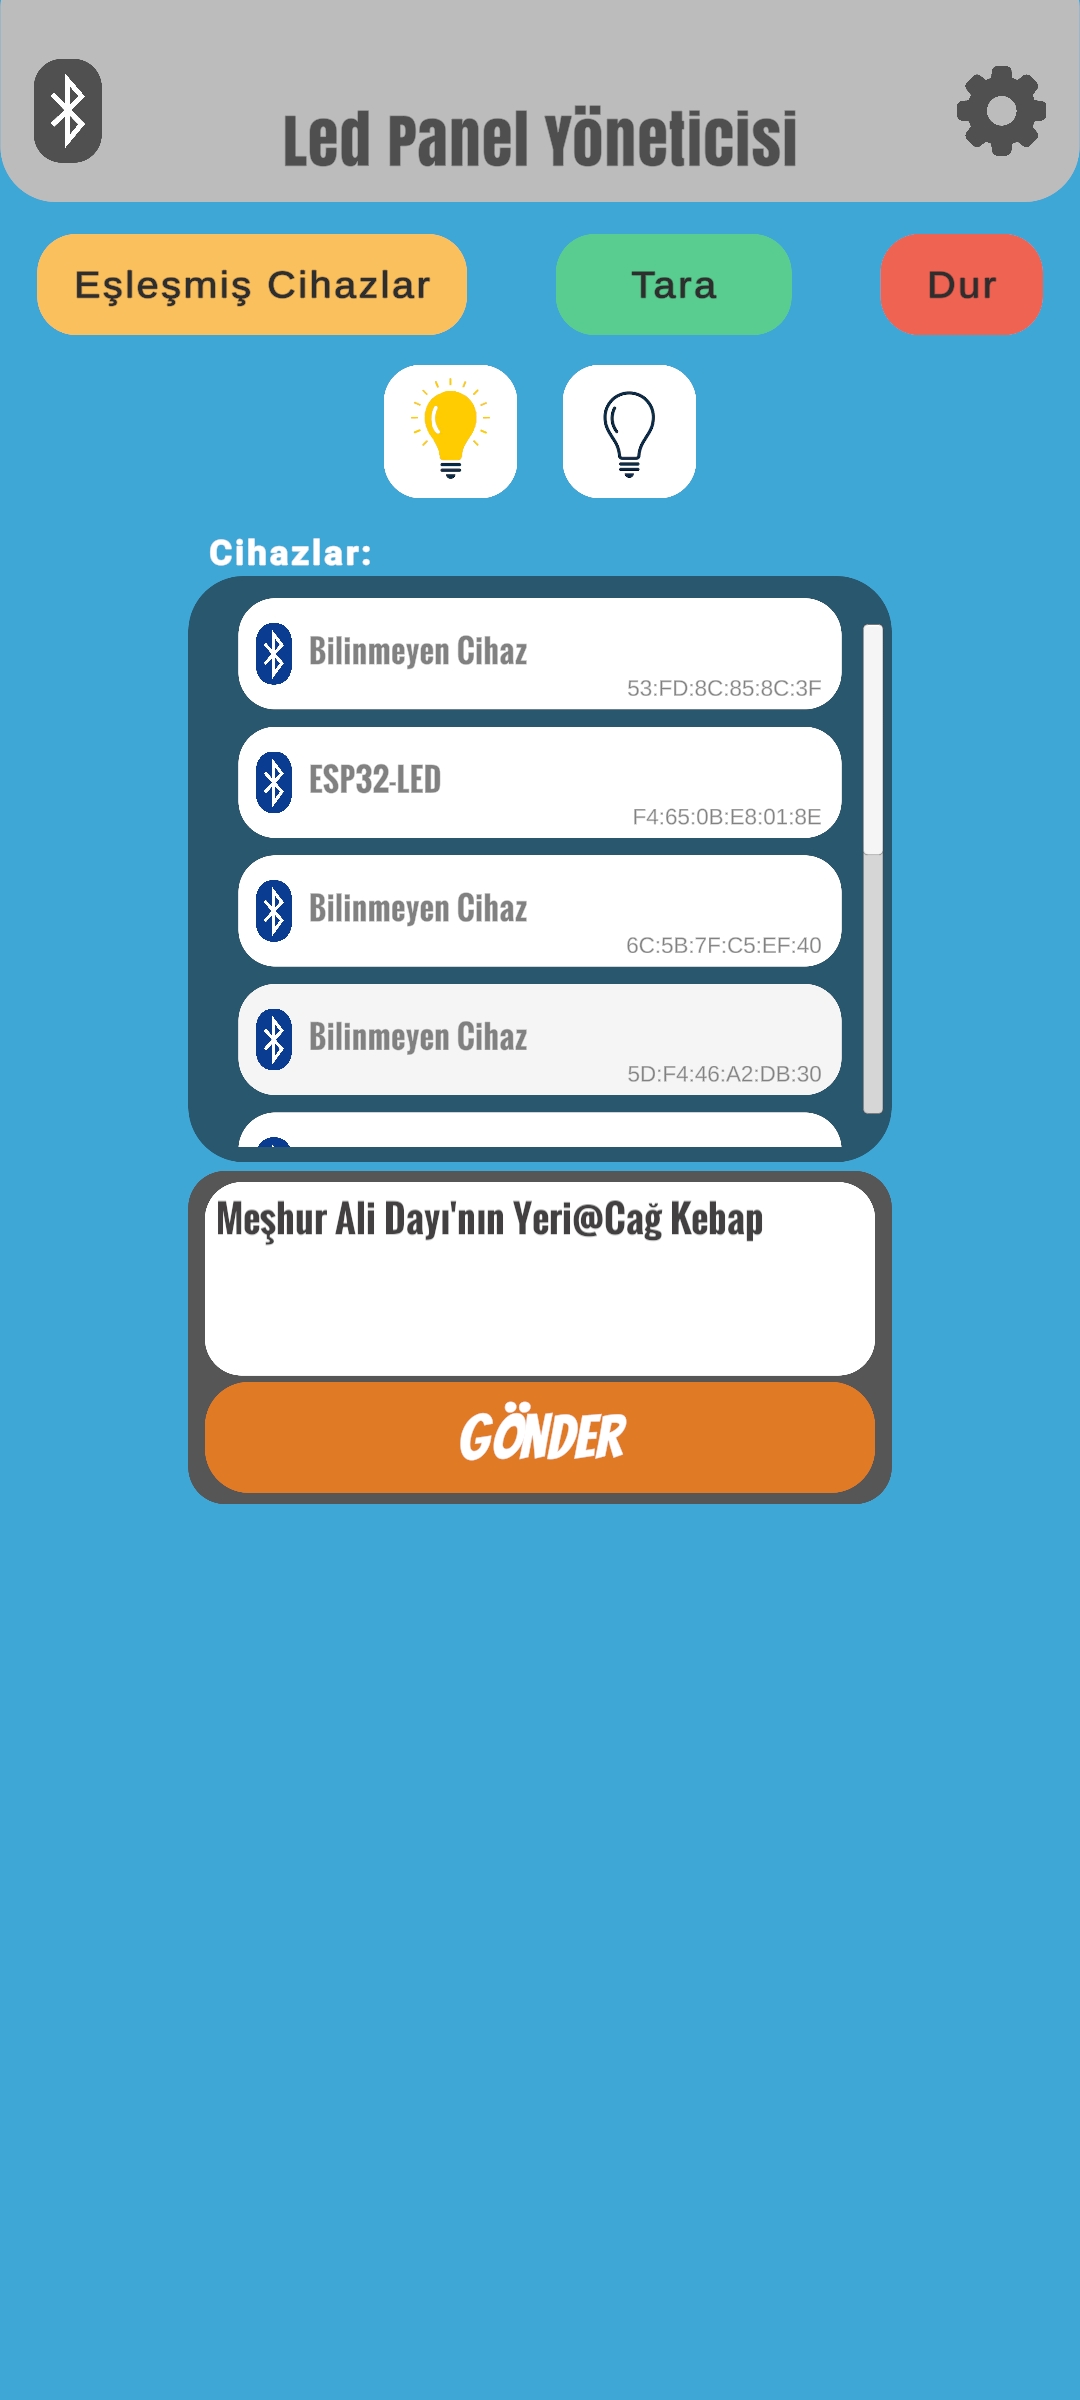 Led Panel Yöneticisi
Eşleşmiş Cihazlar
Tara
Dur
Cihazlar:
Bilinmeyen Cihaz
53:FD:8C:85:8C:3F
ESP32-LED
F4:65:0B:E8:01:8E
Bilinmeyen Cihaz
6C:5B:7F:C5:EF:40
Bilinmeyen Cihaz
5D:F4:46:A2:DB:30
Meşhur Ali Dayı'nın Yeri@Cağ Kebap
GÖNDER